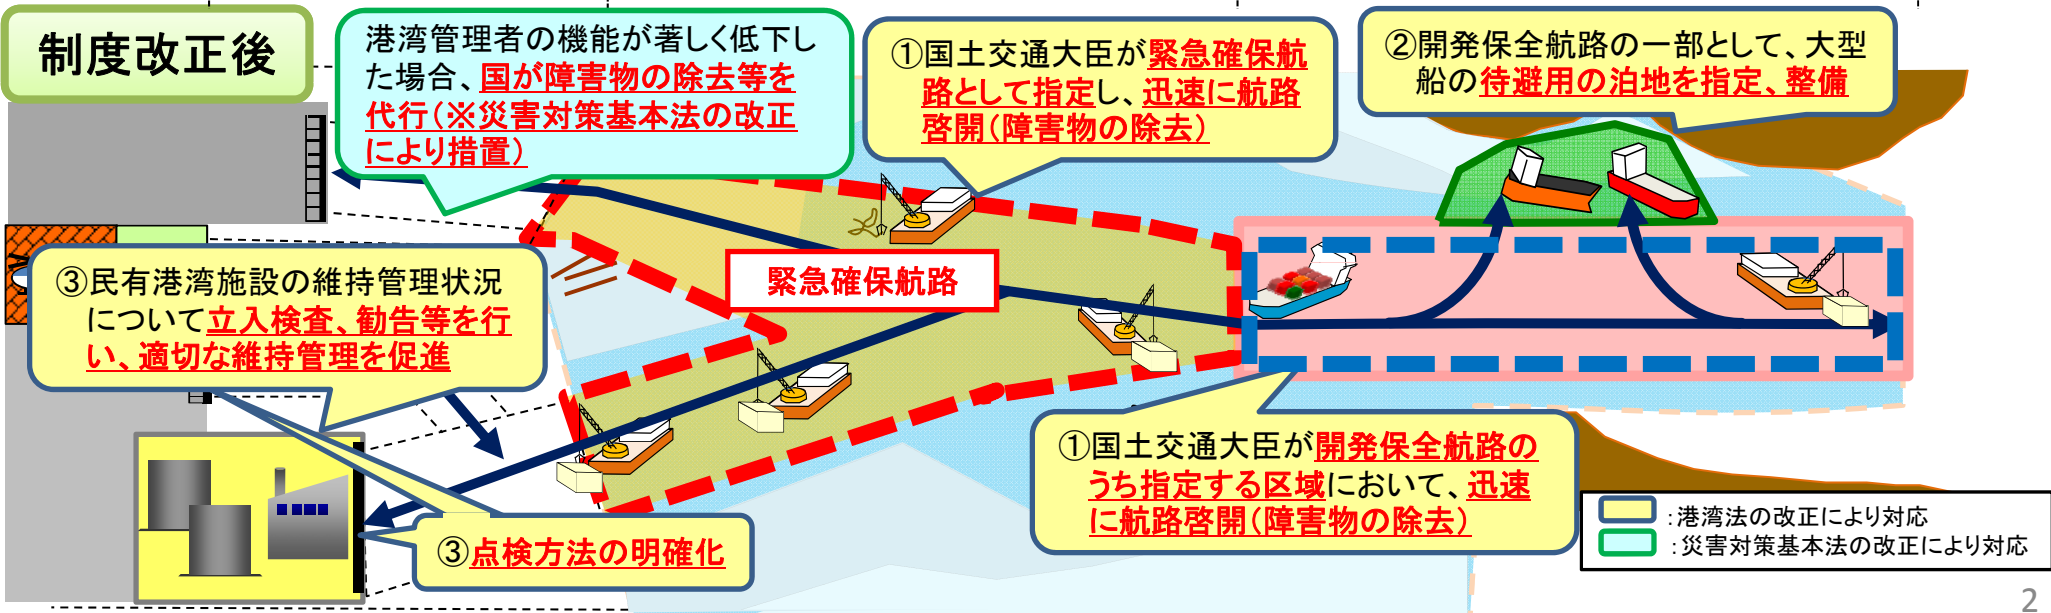 制度改正後
港湾管理者の機能が著しく低下し
た場合、国が障害物の除去等を
代行(※災害対策基本法の改正
により措置)
①国土交通大臣が緊急確保航
路として指定し、迅速に航路
啓開(障害物の除去)
②開発保全航路の一部として、大型
船の待避用の泊地を指定、整備
緊急確保航路
③民有港湾施設の維持管理状況
について立入検査、勧告等を行
い、適切な維持管理を促進
①国土交通大臣が開発保全航路の
うち指定する区域において、迅速
に航路啓開(障害物の除去)
③点検方法の明確化
:港湾法の改正により対応
:災害対策基本法の改正により対応
2